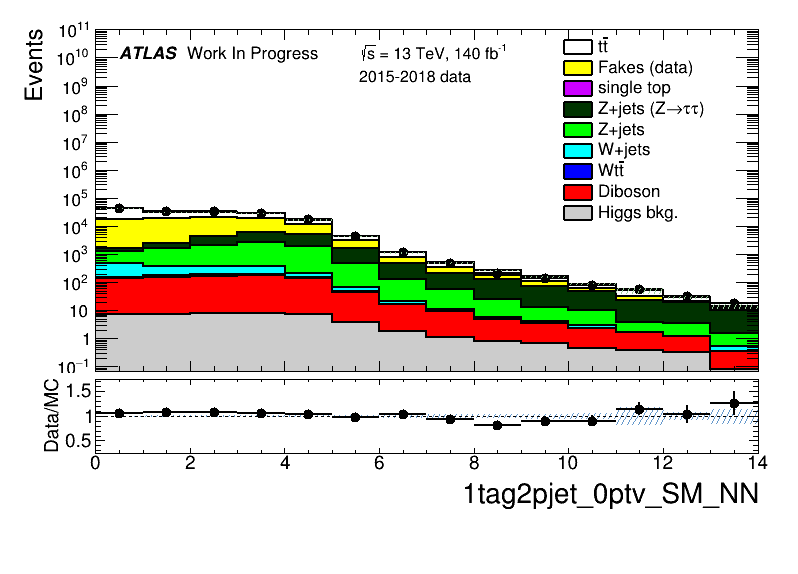 Events
10¹¹
10¹⁰
10⁹
10⁸
10⁷
10⁶
10⁵
10⁴
10³
10²
10
1
10⁻¹
ATLAS Work In Progress
√s = 13 TeV, 140 fb⁻¹
2015-2018 data
tt̄
Fakes (data)
single top
Z+jets (Z→ττ)
Z+jets
W+jets
Wtt̄
Diboson
Higgs bkg.
Data/MC
1.5
1
0.5
0 2 4 6 8 10 12 14
1tag2pjet_0ptv_SM_NN